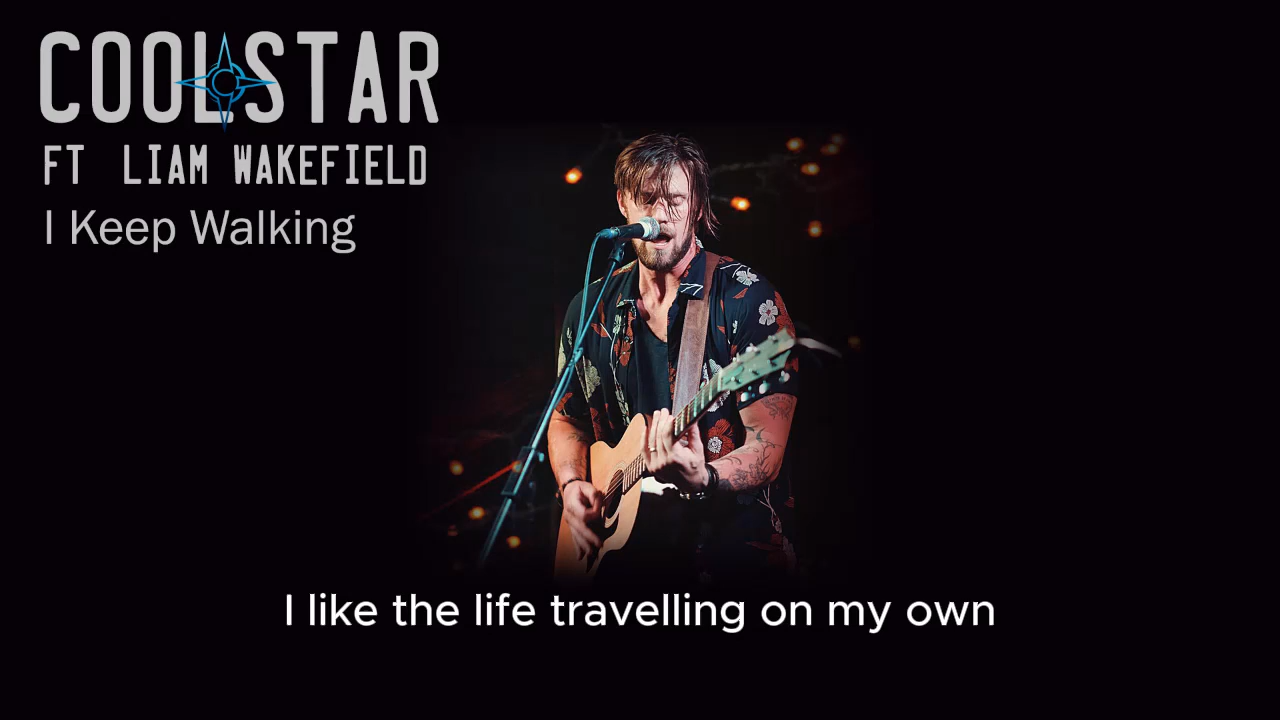 COOLSTAR
FT LIAM WAKEFIELD
I Keep Walking
I like the life travelling on my own